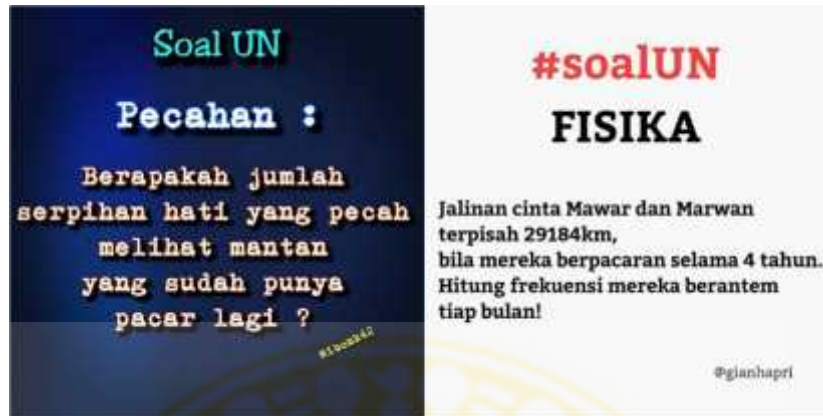 Soal UN
Pecahan :
Berapakah jumlah
serpihan hati yang pecah
melihat mantan
yang sudah punya
pacar lagi ?
#soalUN
FISIKA
Jalinan cinta Mawar dan Marwan
terpisah 29184km,
bila mereka berpacaran selama 4 tahun.
Hitung frekuensi mereka berantem
tiap bulan!
@gianhapri